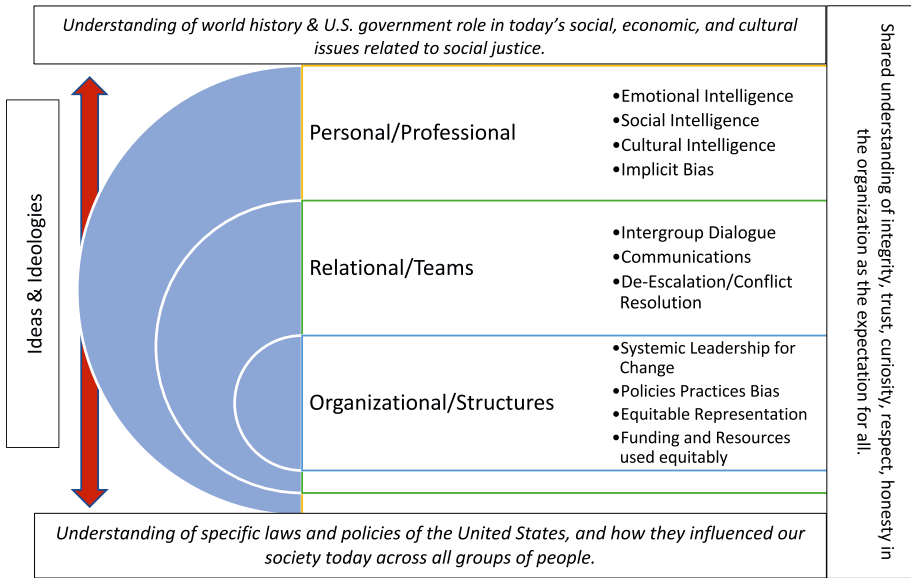 Understanding of world history & U.S. government role in today's social, economic, and cultural
issues related to social justice.
Ideas & Ideologies
Personal/Professional
•Emotional Intelligence
•Social Intelligence
•Cultural Intelligence
•Implicit Bias
Relational/Teams
•Intergroup Dialogue
•Communications
•De-Escalation/Conflict
Resolution
Organizational/Structures
•Systemic Leadership for
Change
•Policies Practices Bias
•Equitable Representation
•Funding and Resources
used equitably
Understanding of specific laws and policies of the United States, and how they influenced our
society today across all groups of people.
Shared understanding of integrity, trust, curiosity, respect, honesty in
the organization as the expectation for all.